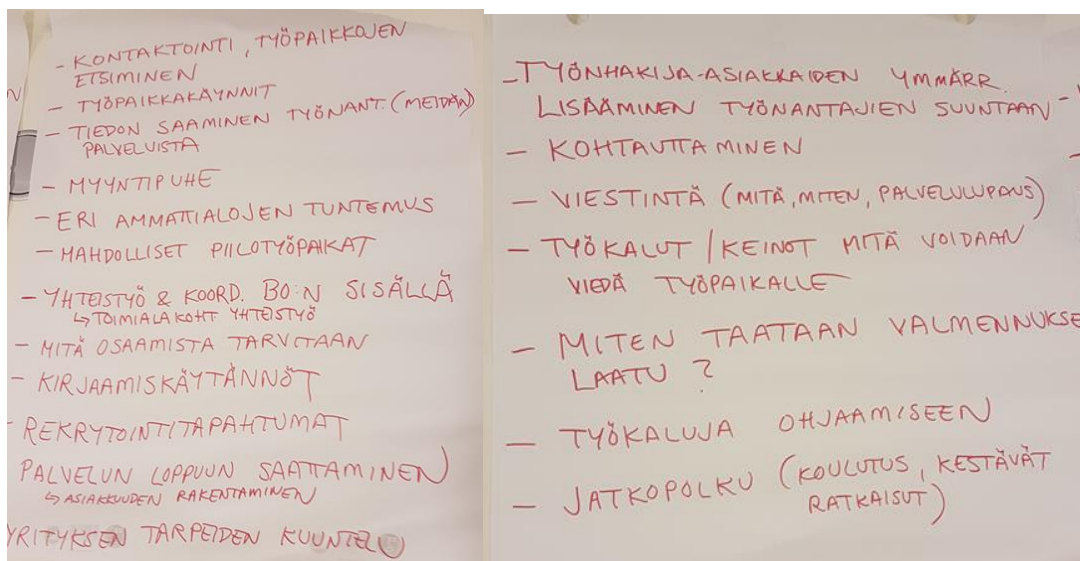 - KONTAKTOINTI, TYÖPAIKKOJEN
ETSIMINEN
- TYÖPAIKKAKÄYNNIT
- TIEDON SAAMINEN TYÖNANT. (MEIDÄN)
PALVELUISTA
- MYYNTIPUHE
- ERI AMMATTIALOJEN TUNTEMUS
- MAHDOLLISET PIILOTYÖPAIKAT
- YHTEISTYÖ & KOORD. BO:N SISÄLLÄ
↳ TOIMIALAKOHT YHTEISTYÖ
- MITÄ OSAAMISTA TARVITAAN
- KIRJAAMISKÄYTÄNNÖT
- REKRYTOINTITAPAHTUMAT
PALVELUN LOPPUUN SAATTAMINEN
↳ ASIAKKUUDEN RAKENTAMINEN
YRITYKSEN TARPEIDEN KUUNTELU
- TYÖNHAKIJA-ASIAKKAIDEN YMMÄRR.
LISÄÄMINEN TYÖNANTAJIEN SUUNTAAN
- KOHTAUTTAMINEN
- VIESTINTÄ (MITÄ, MITEN, PALVELULUPAUS)
- TYÖKALUT / KEINOT MITÄ VOIDAAN
VIEDÄ TYÖPAIKALLE
- MITEN TAATAAN VALMENNUKSE
LAATU ?
- TYÖKALUJA OHJAAMISEEN
- JATKOPOLKU (KOULUTUS, KESTÄVÄT
RATKAISUT)